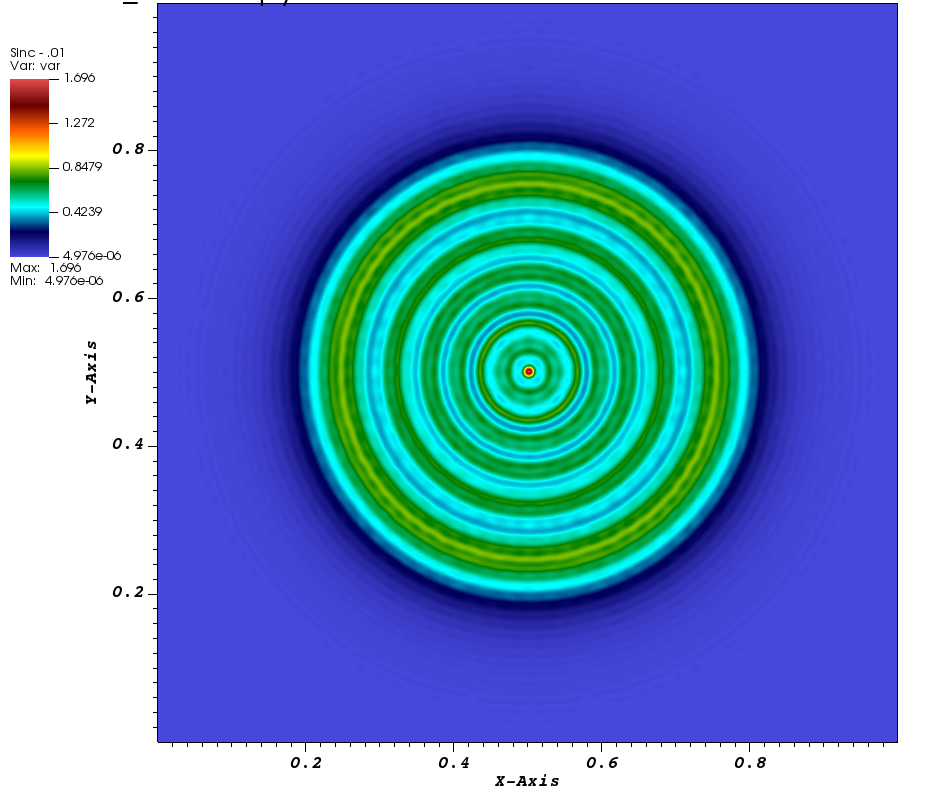 Sinc - .01
Var: var
1.696
1.272
0.8479
0.4239
4.976e-06
Max: 1.696
Min: 4.976e-06
0.8
0.6
0.4
0.2
Y-Axis
0.2
0.4
0.6
0.8
X-Axis